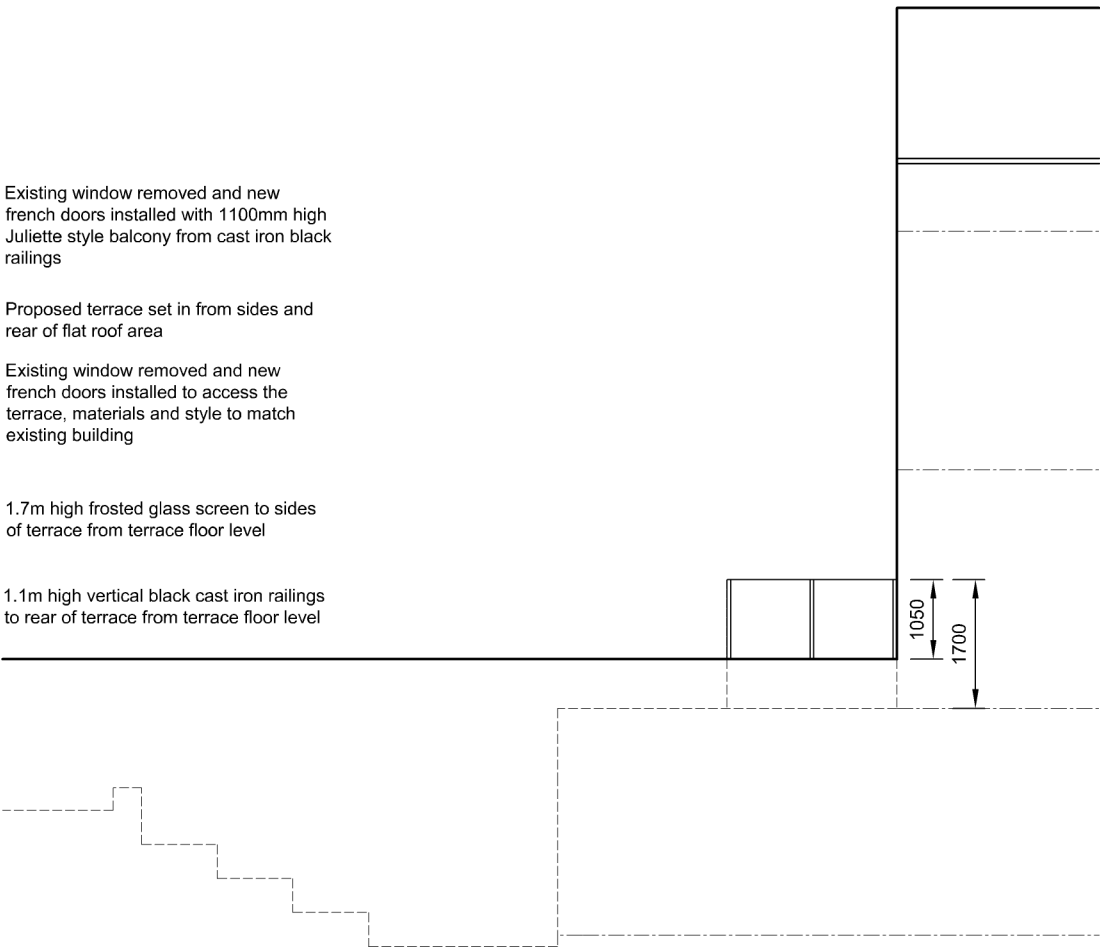 Existing window removed and new
french doors installed with 1100mm high
Juliette style balcony from cast iron black
railings
Proposed terrace set in from sides and
rear of flat roof area
Existing window removed and new
french doors installed to access the
terrace, materials and style to match
existing building
1.7m high frosted glass screen to sides
of terrace from terrace floor level
1.1m high vertical black cast iron railings
to rear of terrace from terrace floor level
1050
1700